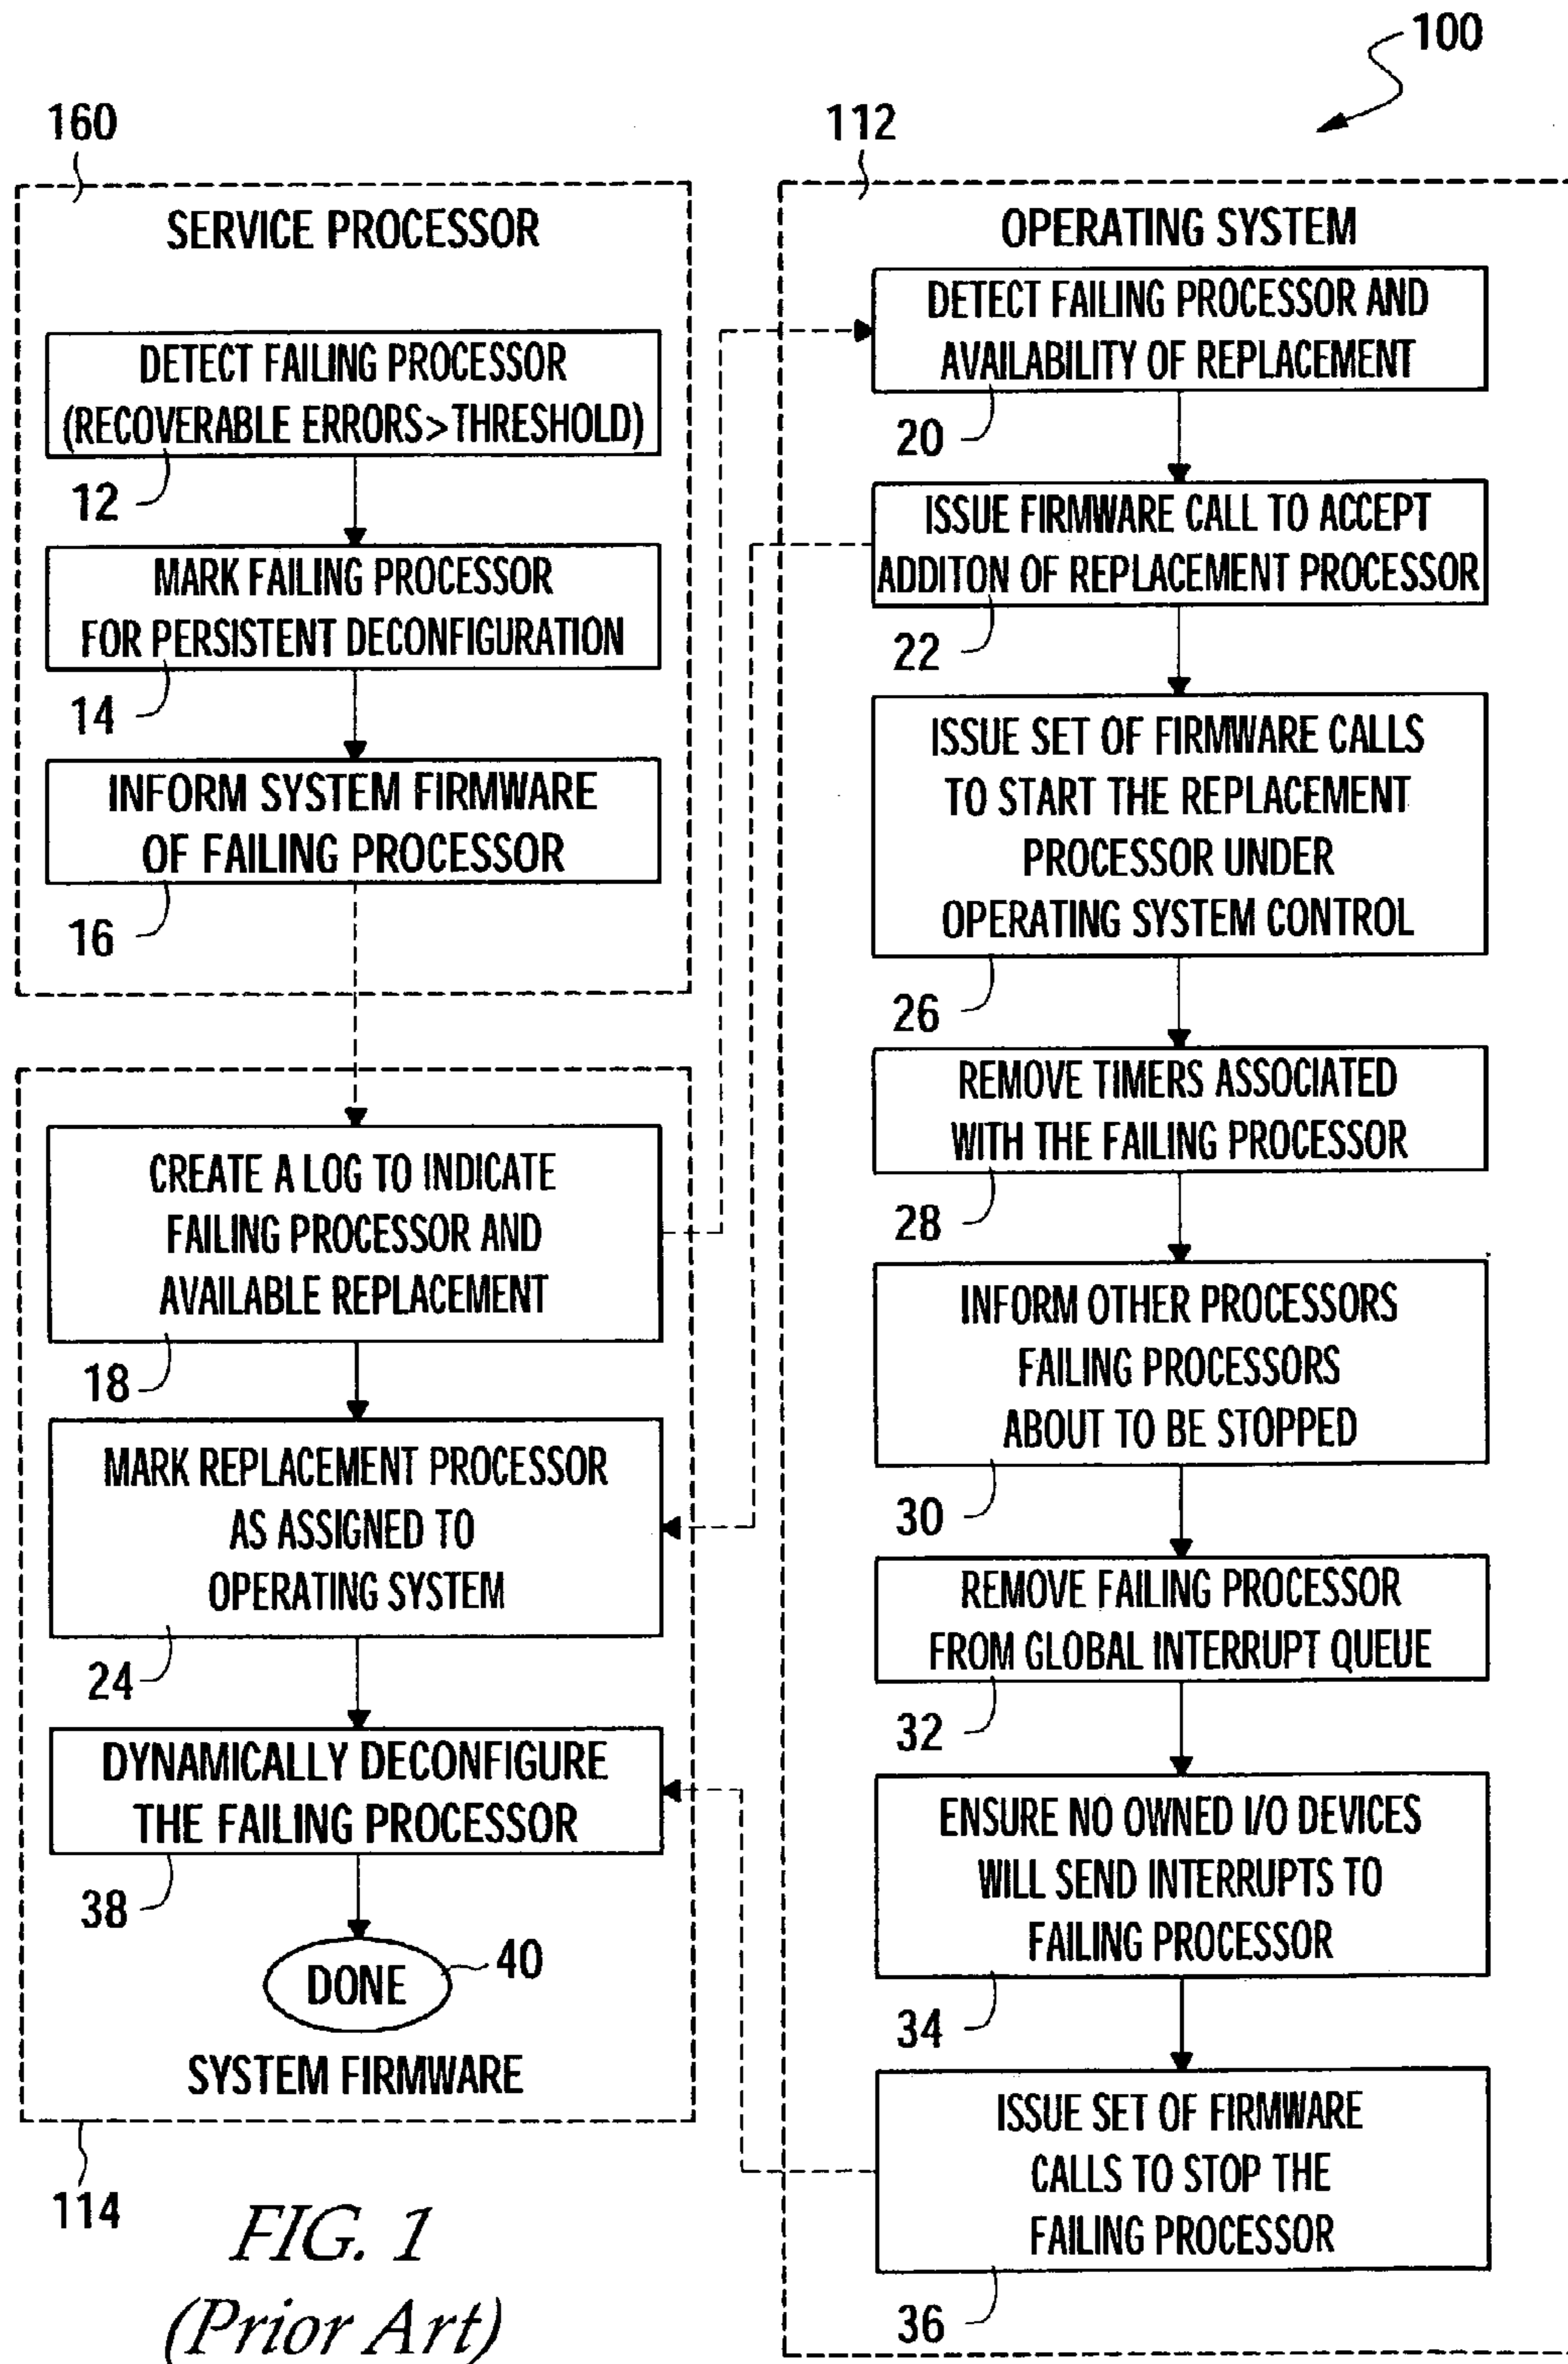 100
160
SERVICE PROCESSOR
DETECT FAILING PROCESSOR
(RECOVERABLE ERRORS>THRESHOLD)
12
MARK FAILING PROCESSOR
FOR PERSISTENT DECONFIGURATION
14
INFORM SYSTEM FIRMWARE
OF FAILING PROCESSOR
16
CREATE A LOG TO INDICATE
FAILING PROCESSOR AND
AVAILABLE REPLACEMENT
18
MARK REPLACEMENT PROCESSOR
AS ASSIGNED TO
OPERATING SYSTEM
24
DYNAMICALLY DECONFIGURE
THE FAILING PROCESSOR
38
DONE
40
SYSTEM FIRMWARE
114
112
OPERATING SYSTEM
DETECT FAILING PROCESSOR AND
AVAILABILITY OF REPLACEMENT
20
ISSUE FIRMWARE CALL TO ACCEPT
ADDITON OF REPLACEMENT PROCESSOR
22
ISSUE SET OF FIRMWARE CALLS
TO START THE REPLACEMENT
PROCESSOR UNDER
OPERATING SYSTEM CONTROL
26
REMOVE TIMERS ASSOCIATED
WITH THE FAILING PROCESSOR
28
INFORM OTHER PROCESSORS
FAILING PROCESSORS
ABOUT TO BE STOPPED
30
REMOVE FAILING PROCESSOR
FROM GLOBAL INTERRUPT QUEUE
32
ENSURE NO OWNED I/O DEVICES
WILL SEND INTERRUPTS TO
FAILING PROCESSOR
34
ISSUE SET OF FIRMWARE
CALLS TO STOP THE
FAILING PROCESSOR
36
FIG. 1
(Prior Art)